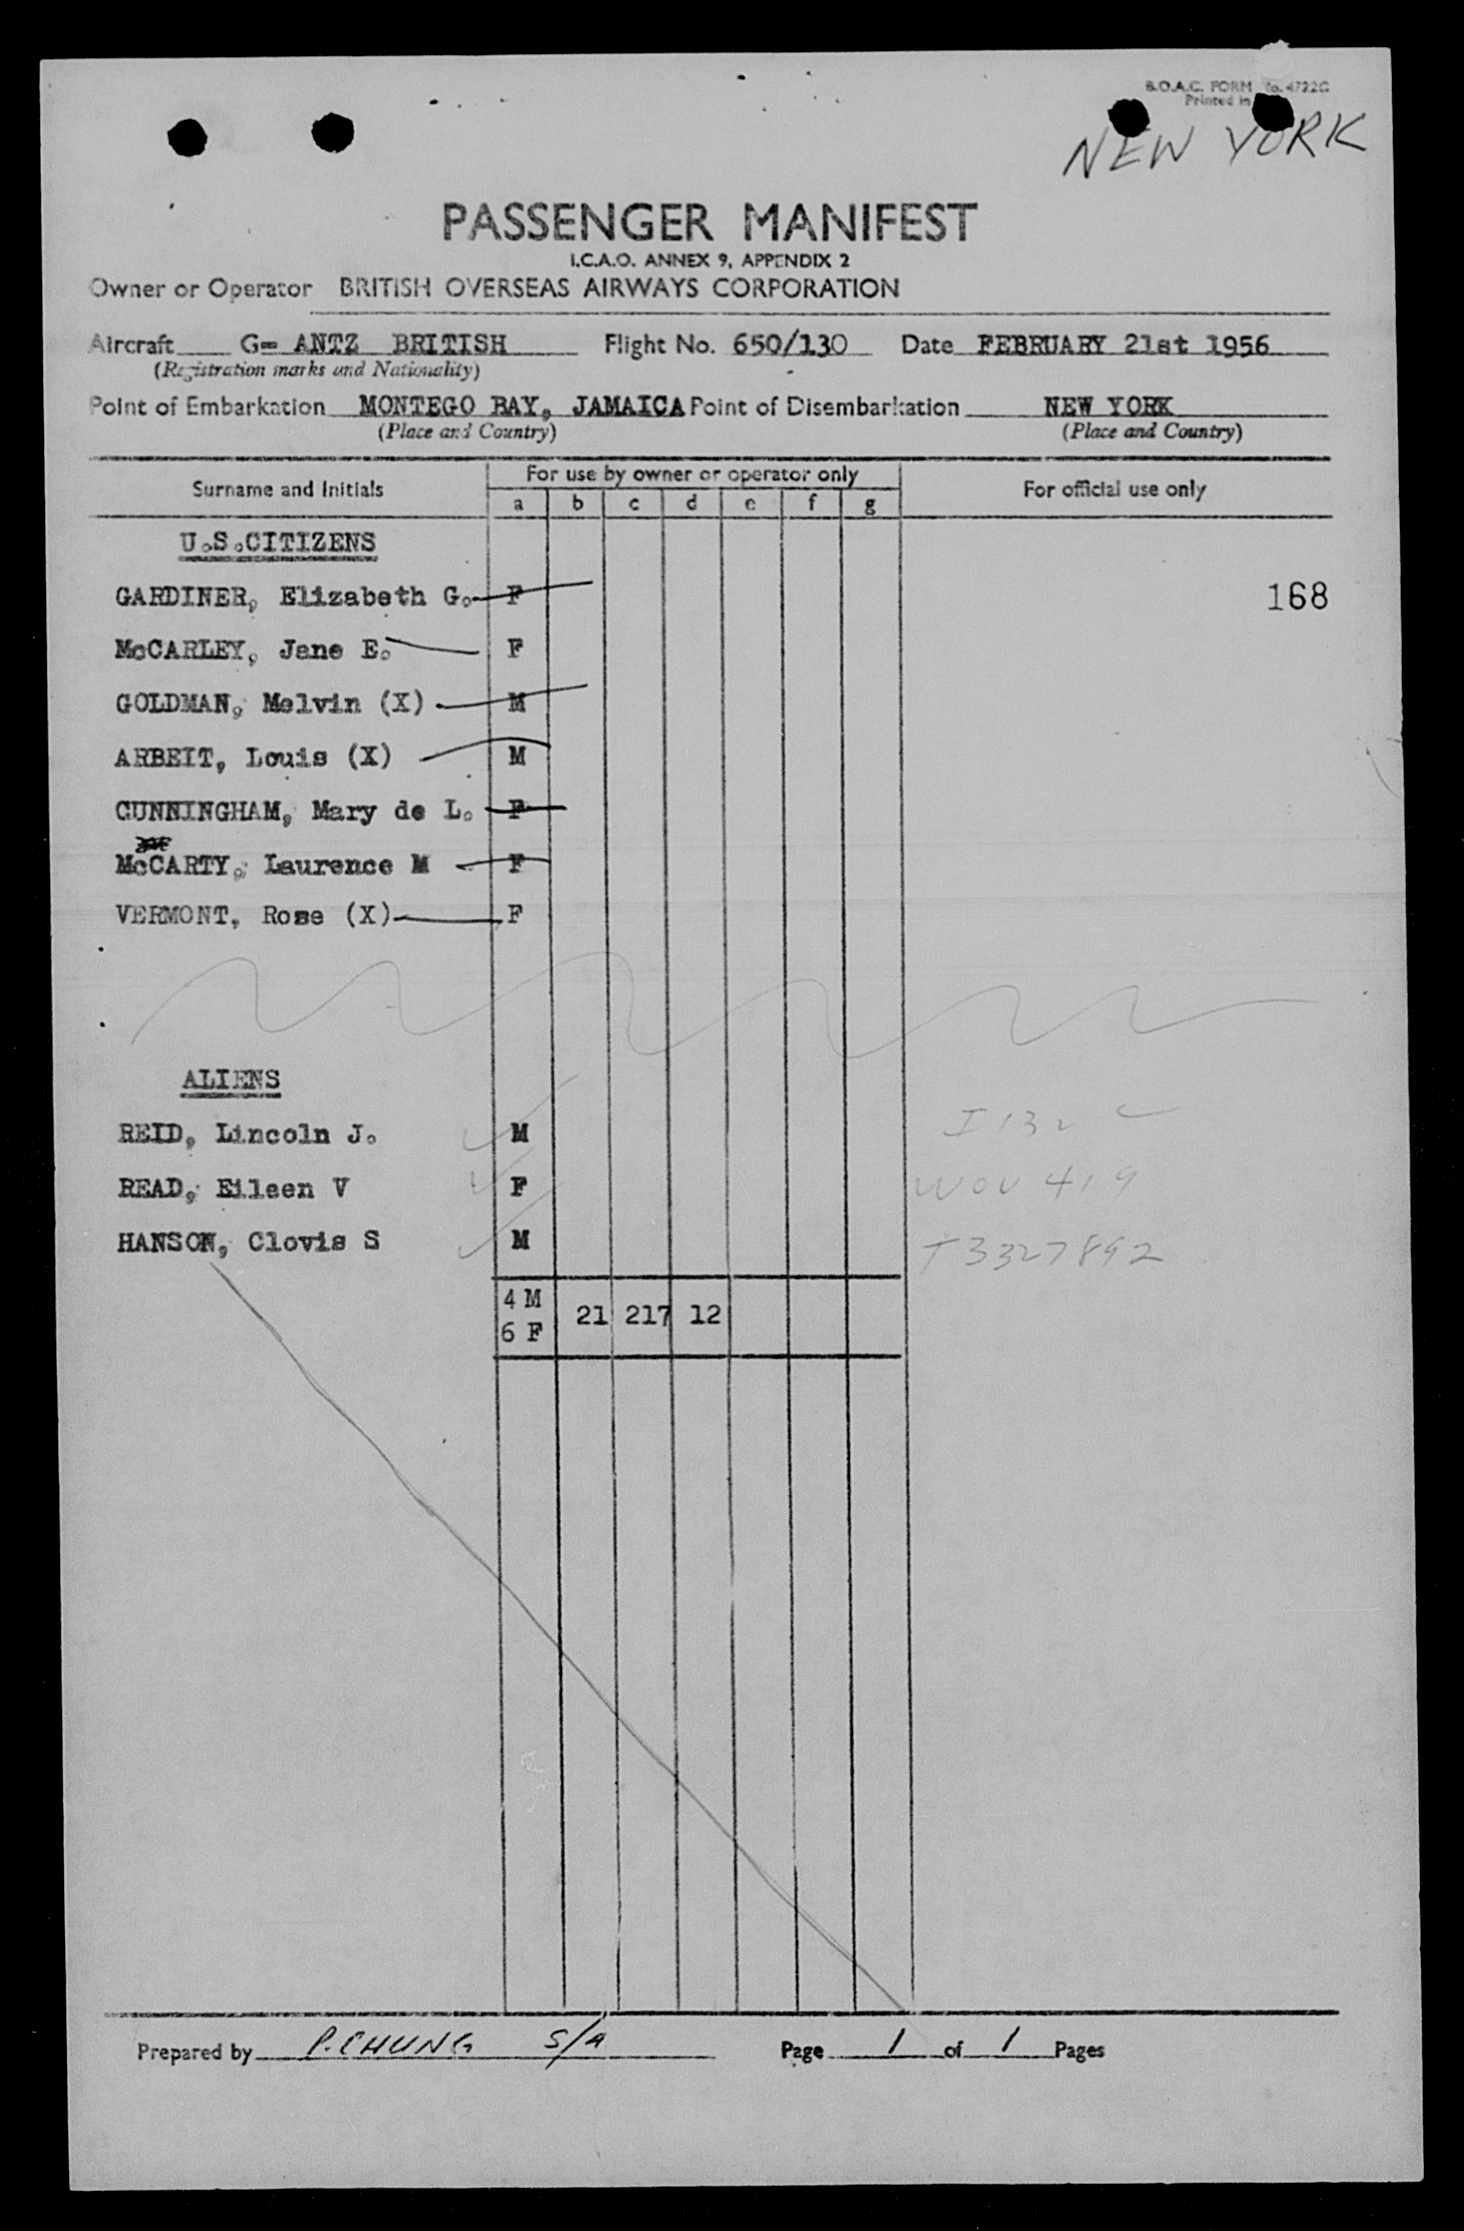 B.O.A.C. FORM No. 4722G
Printed in
NEW YORK
PASSENGER MANIFEST
I.C.A.O. ANNEX 9, APPENDIX 2
Owner or Operator BRITISH OVERSEAS AIRWAYS CORPORATION
Aircraft G- ANTZ BRITISH Flight No. 650/130 Date FEBRUARY 21st 1956
(Registration marks and Nationality)
Point of Embarkation MONTEGO BAY, JAMAICA Point of Disembarkation NEW YORK
(Place and Country) (Place and Country)
Surname and Initials For use by owner or operator only For official use only
a b c d e f g
U.S.CITIZENS
GARDINER, Elizabeth G. F 168
McCARLEY, Jane E. F
GOLDMAN, Melvin (X) M
ARBEIT, Louis (X) M
CUNNINGHAM, Mary de L. F
McCARTY, Laurence M F
VERMONT, Rose (X) F
ALIENS
REID, Lincoln J. M I 132
READ, Eileen V F WOV 419
HANSON, Clovis S M T3327892
4 M
6 F 21 217 12
Prepared by P. CHUNG S/A Page 1 of 1 Pages